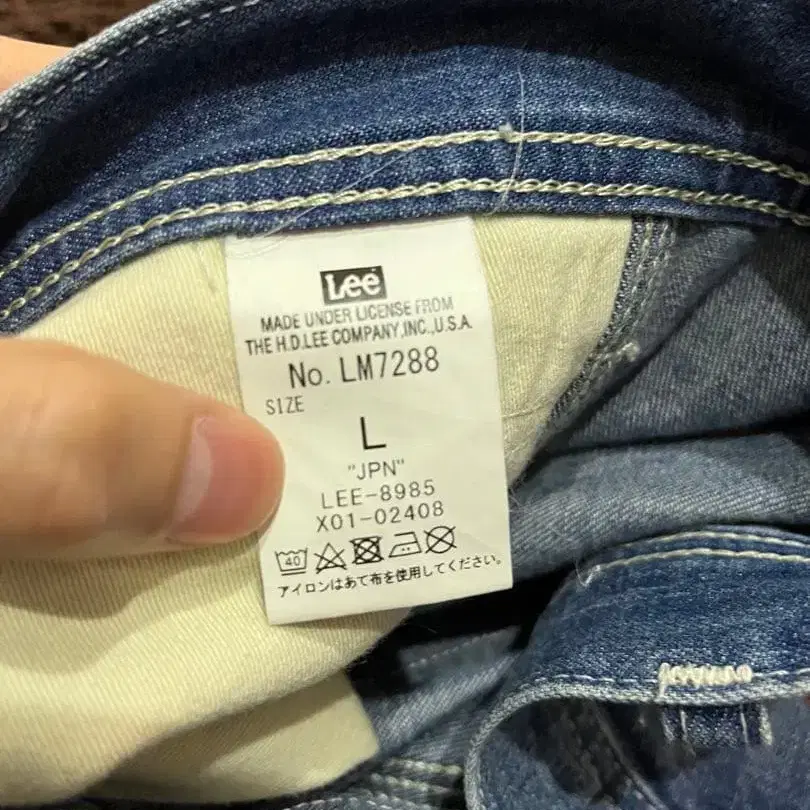 Lee
MADE UNDER LICENSE FROM
THE H.D.LEE COMPANY,INC.,U.S.A.
No. LM7288
SIZE
L
"JPN"
LEE-8985
X01-02408
40
アイロンはあて布を使用してください。